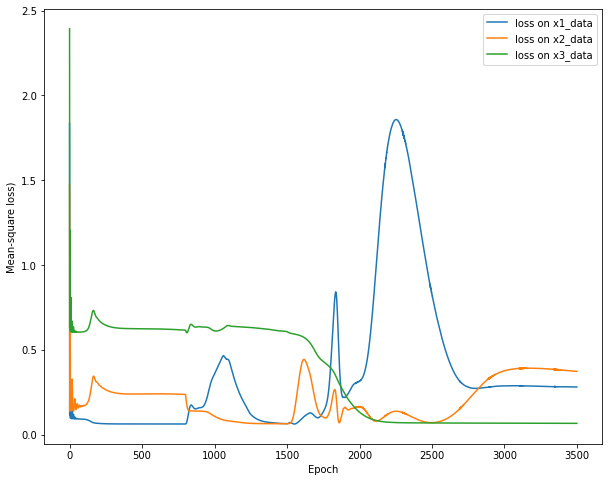 2.5
2.0
1.5
1.0
0.5
0.0
Mean-square loss)
loss on x1_data
loss on x2_data
loss on x3_data
0 500 1000 1500 2000 2500 3000 3500
Epoch